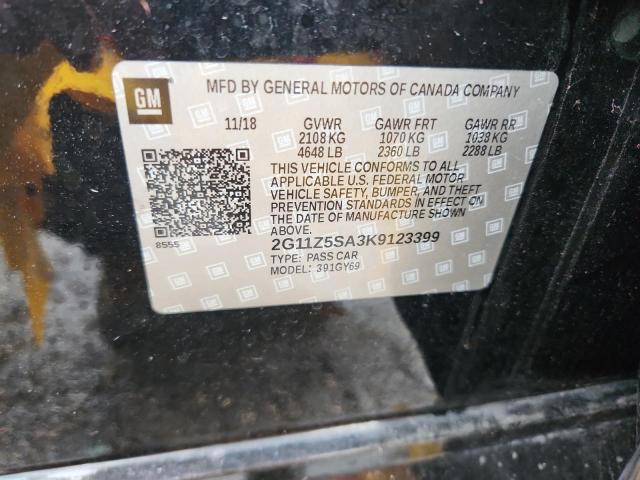 GM
MFD BY GENERAL MOTORS OF CANADA COMPANY
11/18 GVWR GAWR FRT GAWR RR
2108 KG 1070 KG 1038 KG
4648 LB 2360 LB 2288 LB
THIS VEHICLE CONFORMS TO ALL
APPLICABLE U.S. FEDERAL MOTOR
VEHICLE SAFETY, BUMPER, AND THEFT
PREVENTION STANDARDS IN EFFECT ON
THE DATE OF MANUFACTURE SHOWN
ABOVE.
8555
2G11Z5SA3K9123399
TYPE: PASS CAR
MODEL: 391GY69